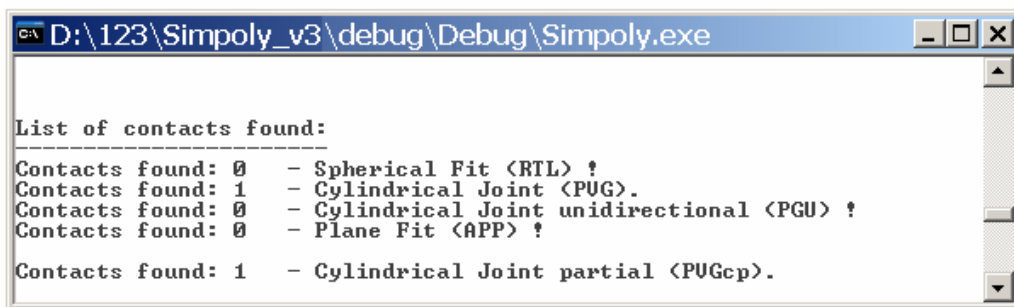 D:\123\Simpoly_v3\debug\Debug\Simpoly.exe
List of contacts found:
-----------------------
Contacts found: 0 - Spherical Fit (RTL) !
Contacts found: 1 - Cylindrical Joint (PVG).
Contacts found: 0 - Cylindrical Joint unidirectional (PGU) !
Contacts found: 0 - Plane Fit (APP) !
Contacts found: 1 - Cylindrical Joint partial (PVGcp).